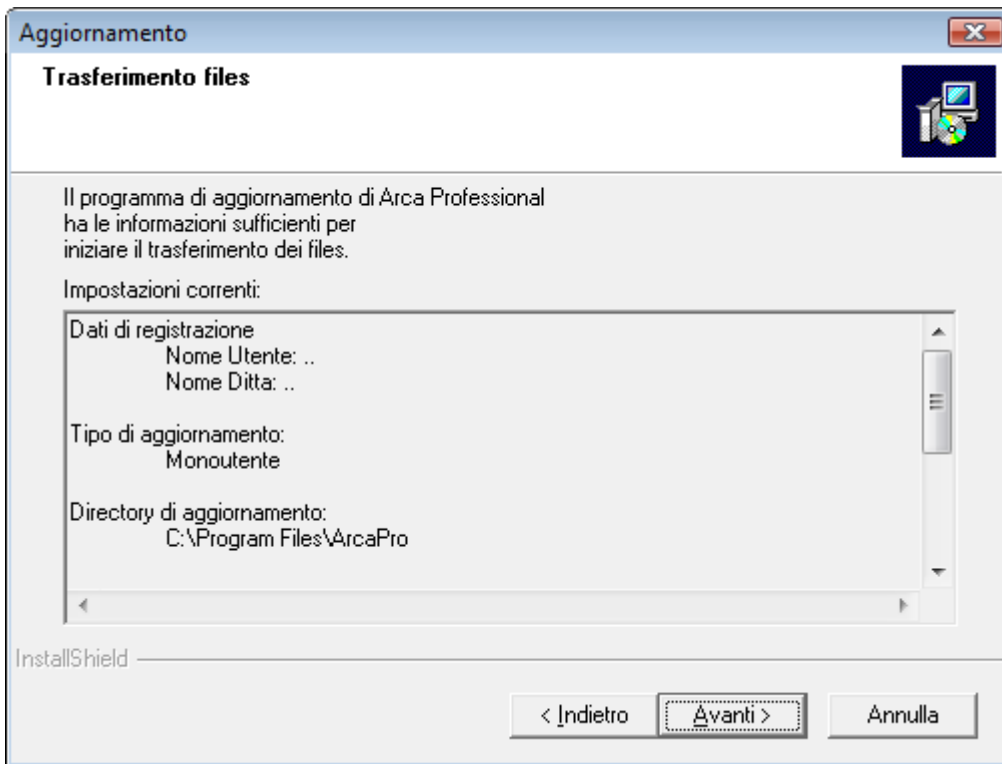 Aggiornamento
Trasferimento files
Il programma di aggiornamento di Arca Professional
ha le informazioni sufficienti per
iniziare il trasferimento dei files.
Impostazioni correnti:
Dati di registrazione
Nome Utente: ..
Nome Ditta: ..
Tipo di aggiornamento:
Monoutente
Directory di aggiornamento:
C:\Program Files\ArcaPro
InstallShield
< Indietro
Avanti >
Annulla